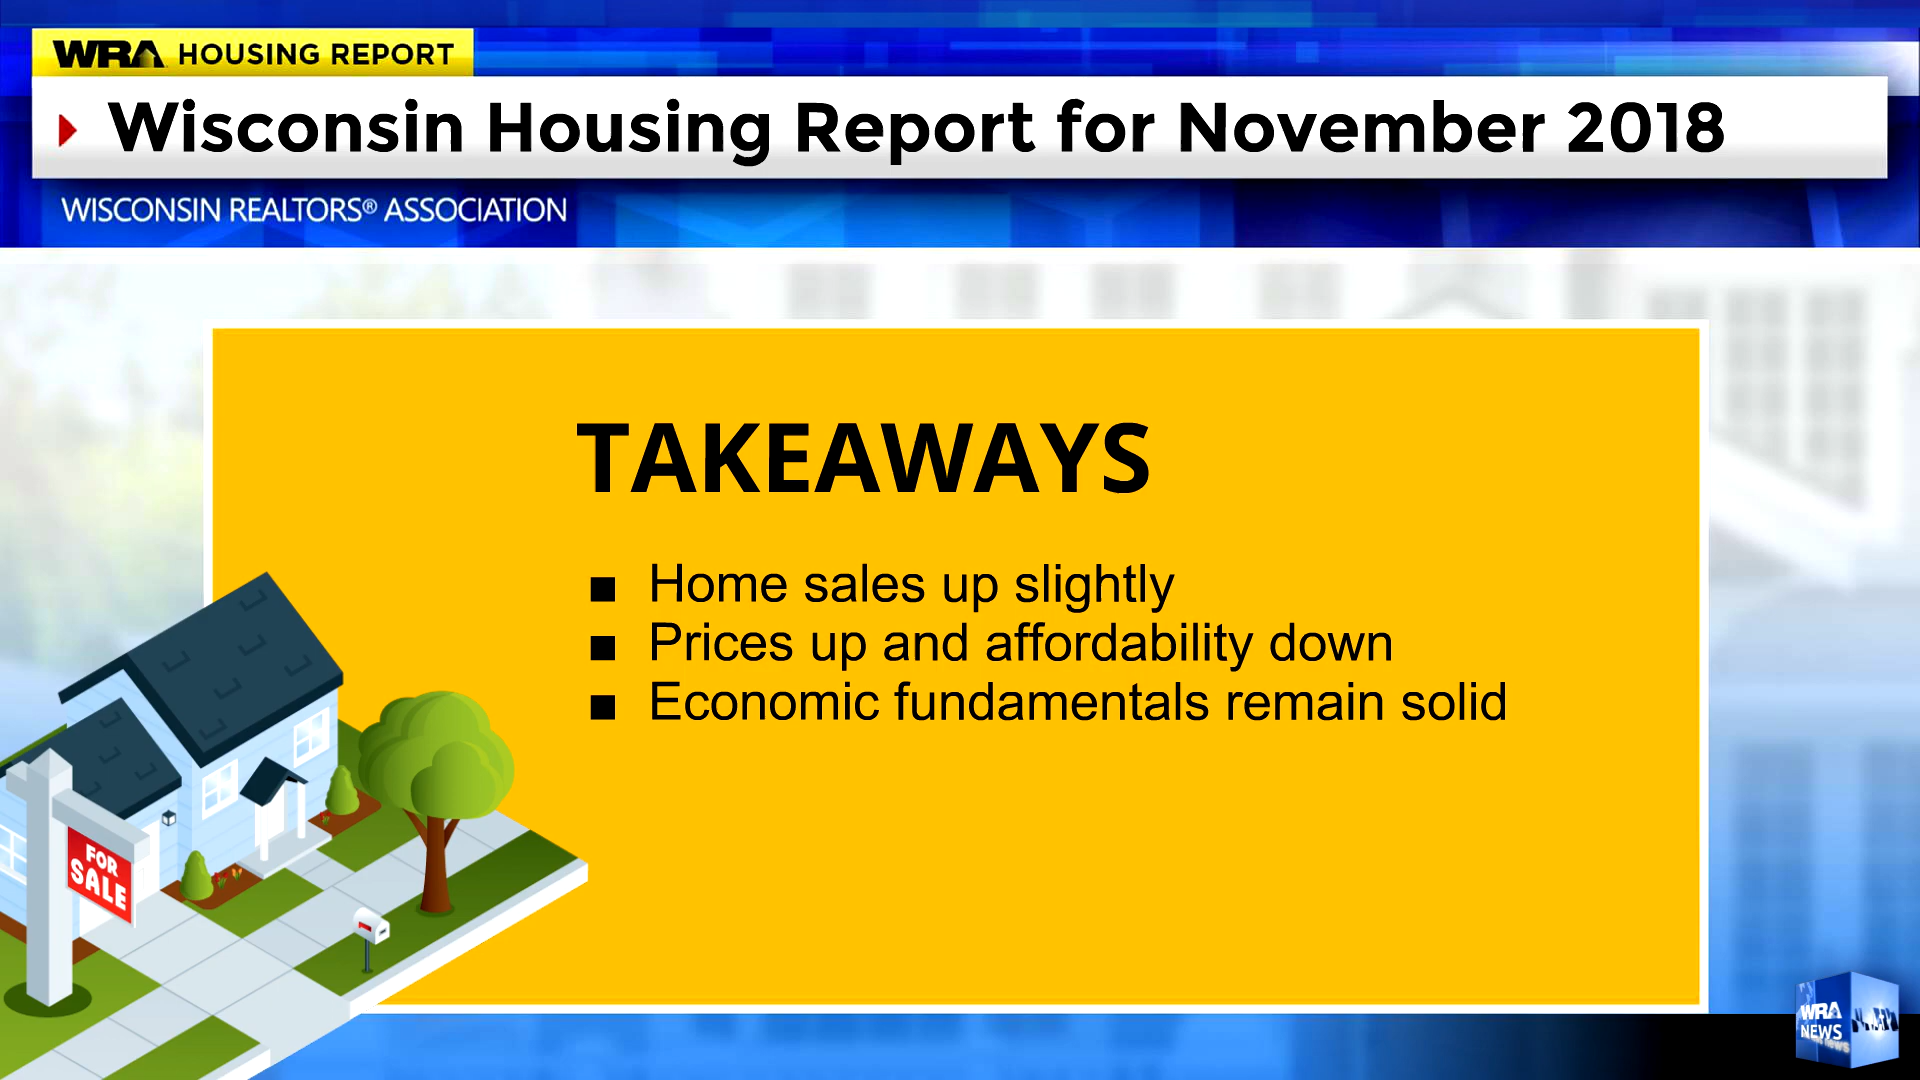 WRA HOUSING REPORT
Wisconsin Housing Report for November 2018
WISCONSIN REALTORS® ASSOCIATION
TAKEAWAYS
■ Home sales up slightly
■ Prices up and affordability down
■ Economic fundamentals remain solid
FOR
SALE
WRA
NEWS
news